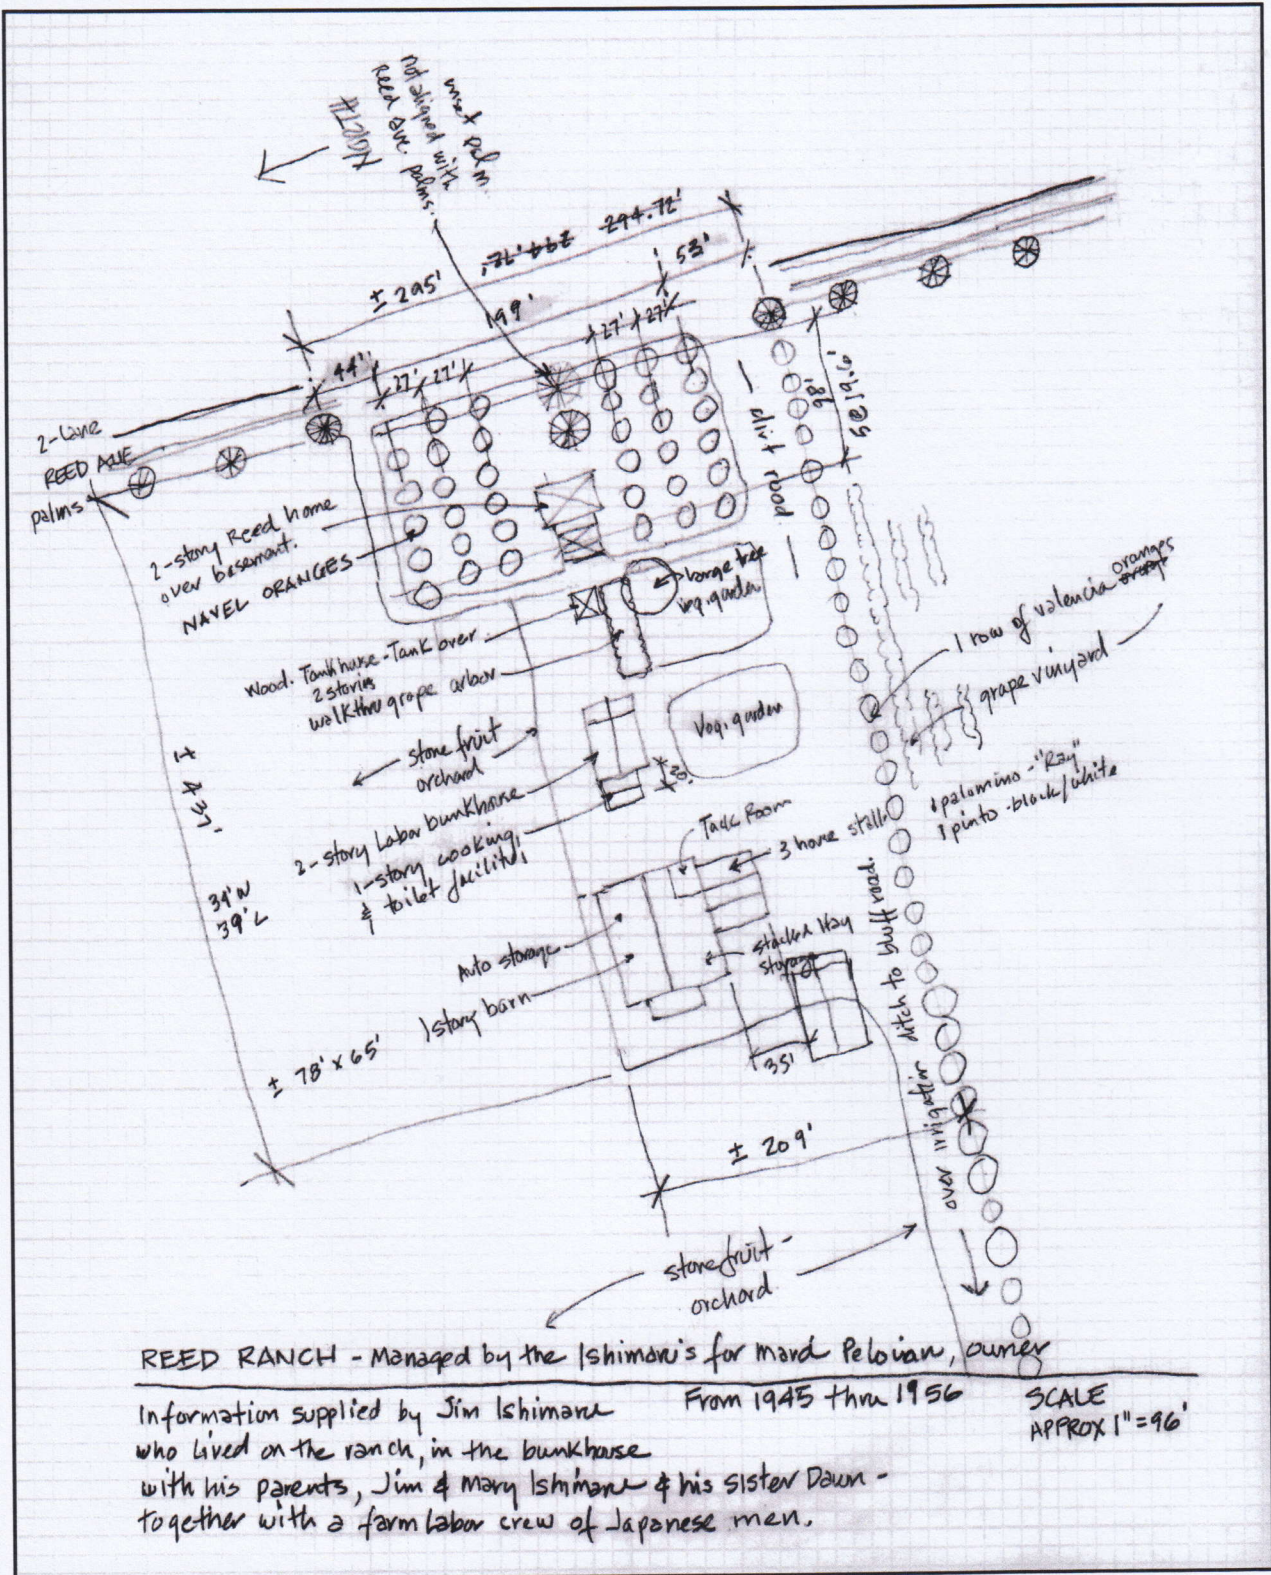 NORTH
unset palm
not aligned with
Reed ave. palms.
± 295'
294.72'
294.72'
53'
199'
44'
27'
27'
27'
27'
98'
2-Lane
REED AVE
palms
dirt road
2-story Reed home
over basement.
NAVEL ORANGES
Large tree
veg. garden
Wood. Tankhouse-Tank over
2 stories
walkthru grape arbor
1 row of valencia oranges
grape vinyard
stone fruit
orchard
Veg. garden
20'
2-story Labor bunkhouse
1-story cooking
& toilet facility
Tack Room
3 horse stall
1 palomino - "Ray"
1 pinto - black/white
± 437'
34'W
39'L
Auto storage
stacked Hay
storage
1 story barn
± 78' x 65'
35'
over irrigation ditch to bluff road.
± 209'
stone fruit -
orchard
REED RANCH - Managed by the Ishimaru's for Mard Peloian, owner
From 1945 thru 1956
SCALE
APPROX 1" = 96'
Information supplied by Jim Ishimaru
who lived on the ranch, in the bunkhouse
with his parents, Jim & Mary Ishimaru & his sister Dawn -
together with a farm labor crew of Japanese men.